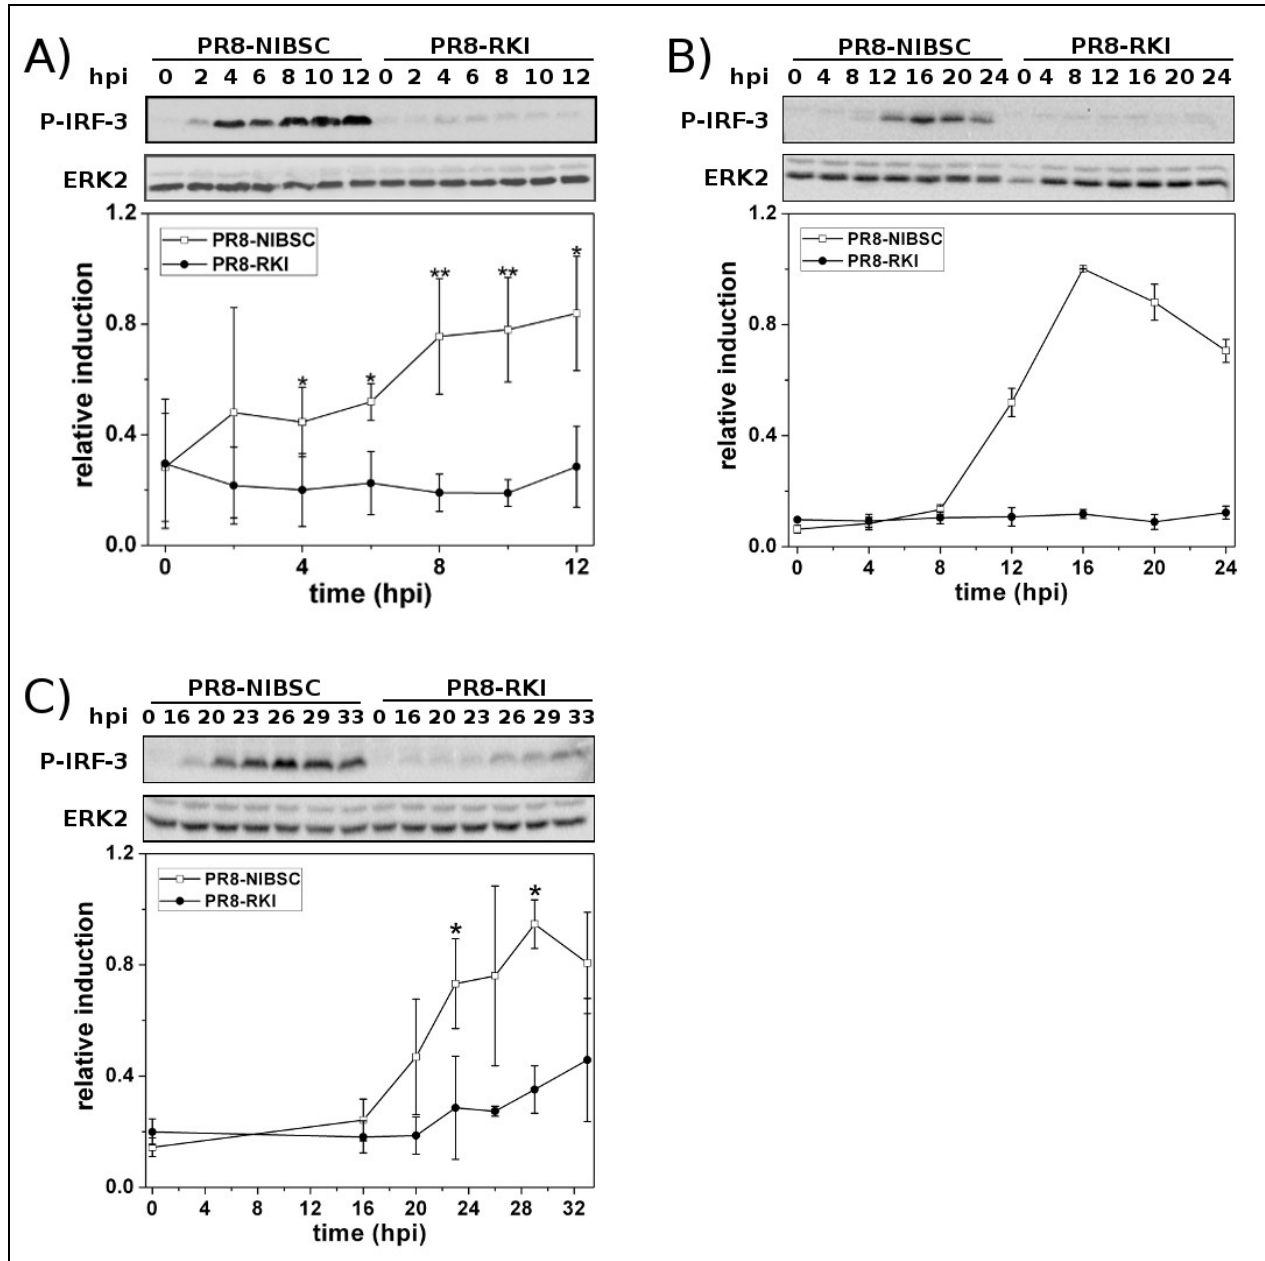 A)
PR8-NIBSC PR8-RKI
hpi 0 2 4 6 8 10 12 0 2 4 6 8 10 12
P-IRF-3
ERK2
1.2
PR8-NIBSC
PR8-RKI
relative induction
0.8
0.4
0.0
* * ** ** *
0 4 8 12
time (hpi)
B)
PR8-NIBSC PR8-RKI
hpi 0 4 8 12 16 20 24 0 4 8 12 16 20 24
P-IRF-3
ERK2
1.2
PR8-NIBSC
PR8-RKI
relative induction
0.8
0.4
0.0
0 4 8 12 16 20 24
time (hpi)
C)
PR8-NIBSC PR8-RKI
hpi 0 16 20 23 26 29 33 0 16 20 23 26 29 33
P-IRF-3
ERK2
1.2
PR8-NIBSC
PR8-RKI
relative induction
0.8
0.4
0.0
* *
0 4 8 12 16 20 24 28 32
time (hpi)